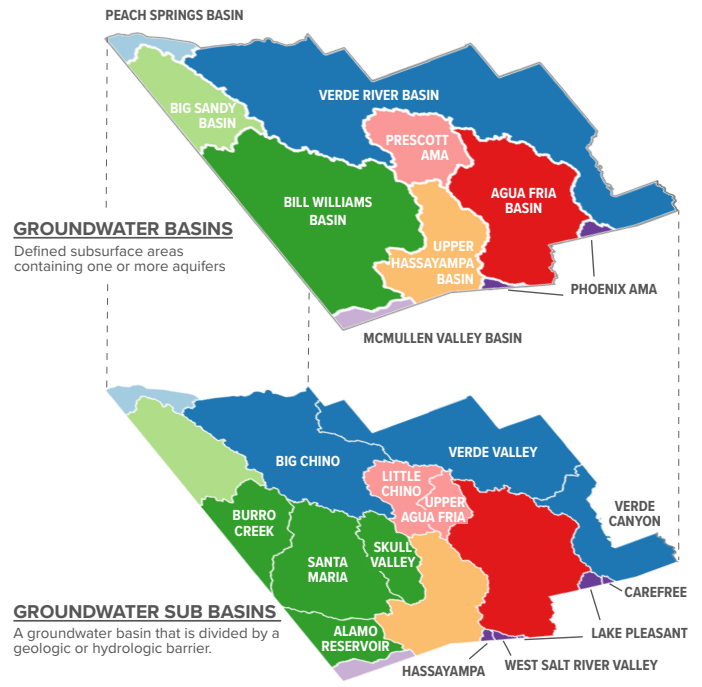 PEACH SPRINGS BASIN
VERDE RIVER BASIN
BIG SANDY
BASIN
PRESCOTT
AMA
BILL WILLIAMS
BASIN
AGUA FRIA
BASIN
GROUNDWATER BASINS
Defined subsurface areas
containing one or more aquifers
UPPER
HASSAYAMPA
BASIN
PHOENIX AMA
MCMULLEN VALLEY BASIN
BIG CHINO
VERDE VALLEY
LITTLE
CHINO
UPPER
AGUA FRIA
BURRO
CREEK
VERDE
CANYON
SKULL
VALLEY
SANTA
MARIA
CAREFREE
GROUNDWATER SUB BASINS
A groundwater basin that is divided by a
geologic or hydrologic barrier.
ALAMO
RESERVOIR
LAKE PLEASANT
WEST SALT RIVER VALLEY
HASSAYAMPA